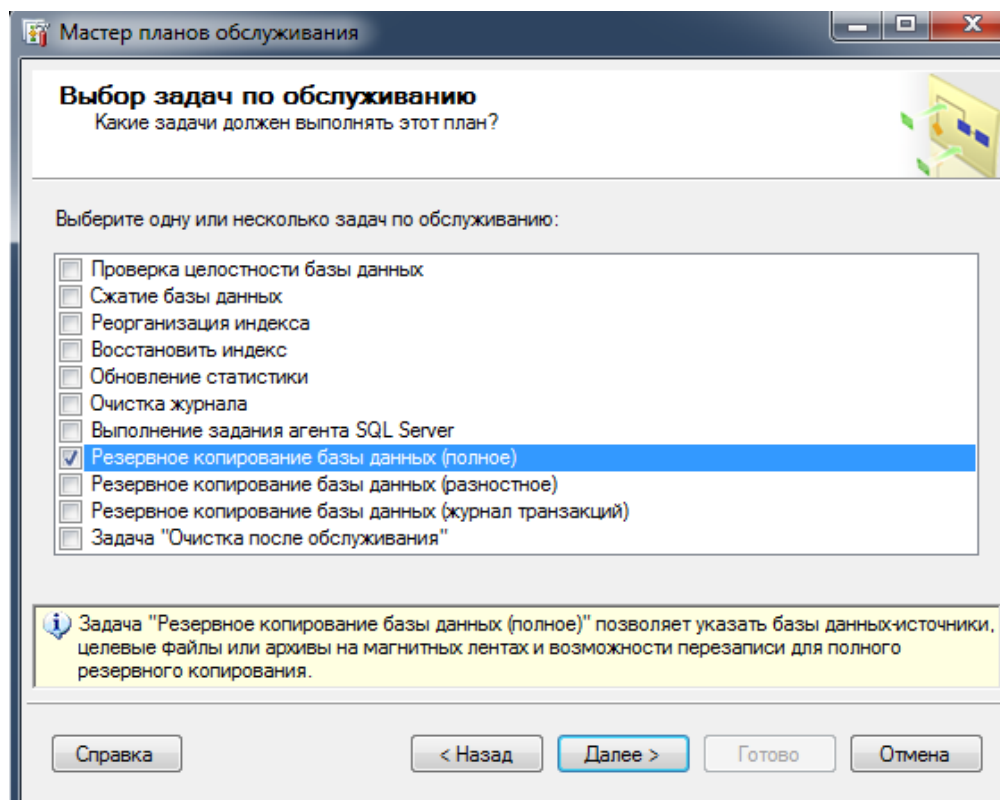 Мастер планов обслуживания
Выбор задач по обслуживанию
Какие задачи должен выполнять этот план?
Выберите одну или несколько задач по обслуживанию:
Проверка целостности базы данных
Сжатие базы данных
Реорганизация индекса
Восстановить индекс
Обновление статистики
Очистка журнала
Выполнение задания агента SQL Server
Резервное копирование базы данных (полное)
Резервное копирование базы данных (разностное)
Резервное копирование базы данных (журнал транзакций)
Задача "Очистка после обслуживания"
Задача "Резервное копирование базы данных (полное)" позволяет указать базы данных-источники,
целевые файлы или архивы на магнитных лентах и возможности перезаписи для полного
резервного копирования.
Справка
< Назад
Далее >
Готово
Отмена